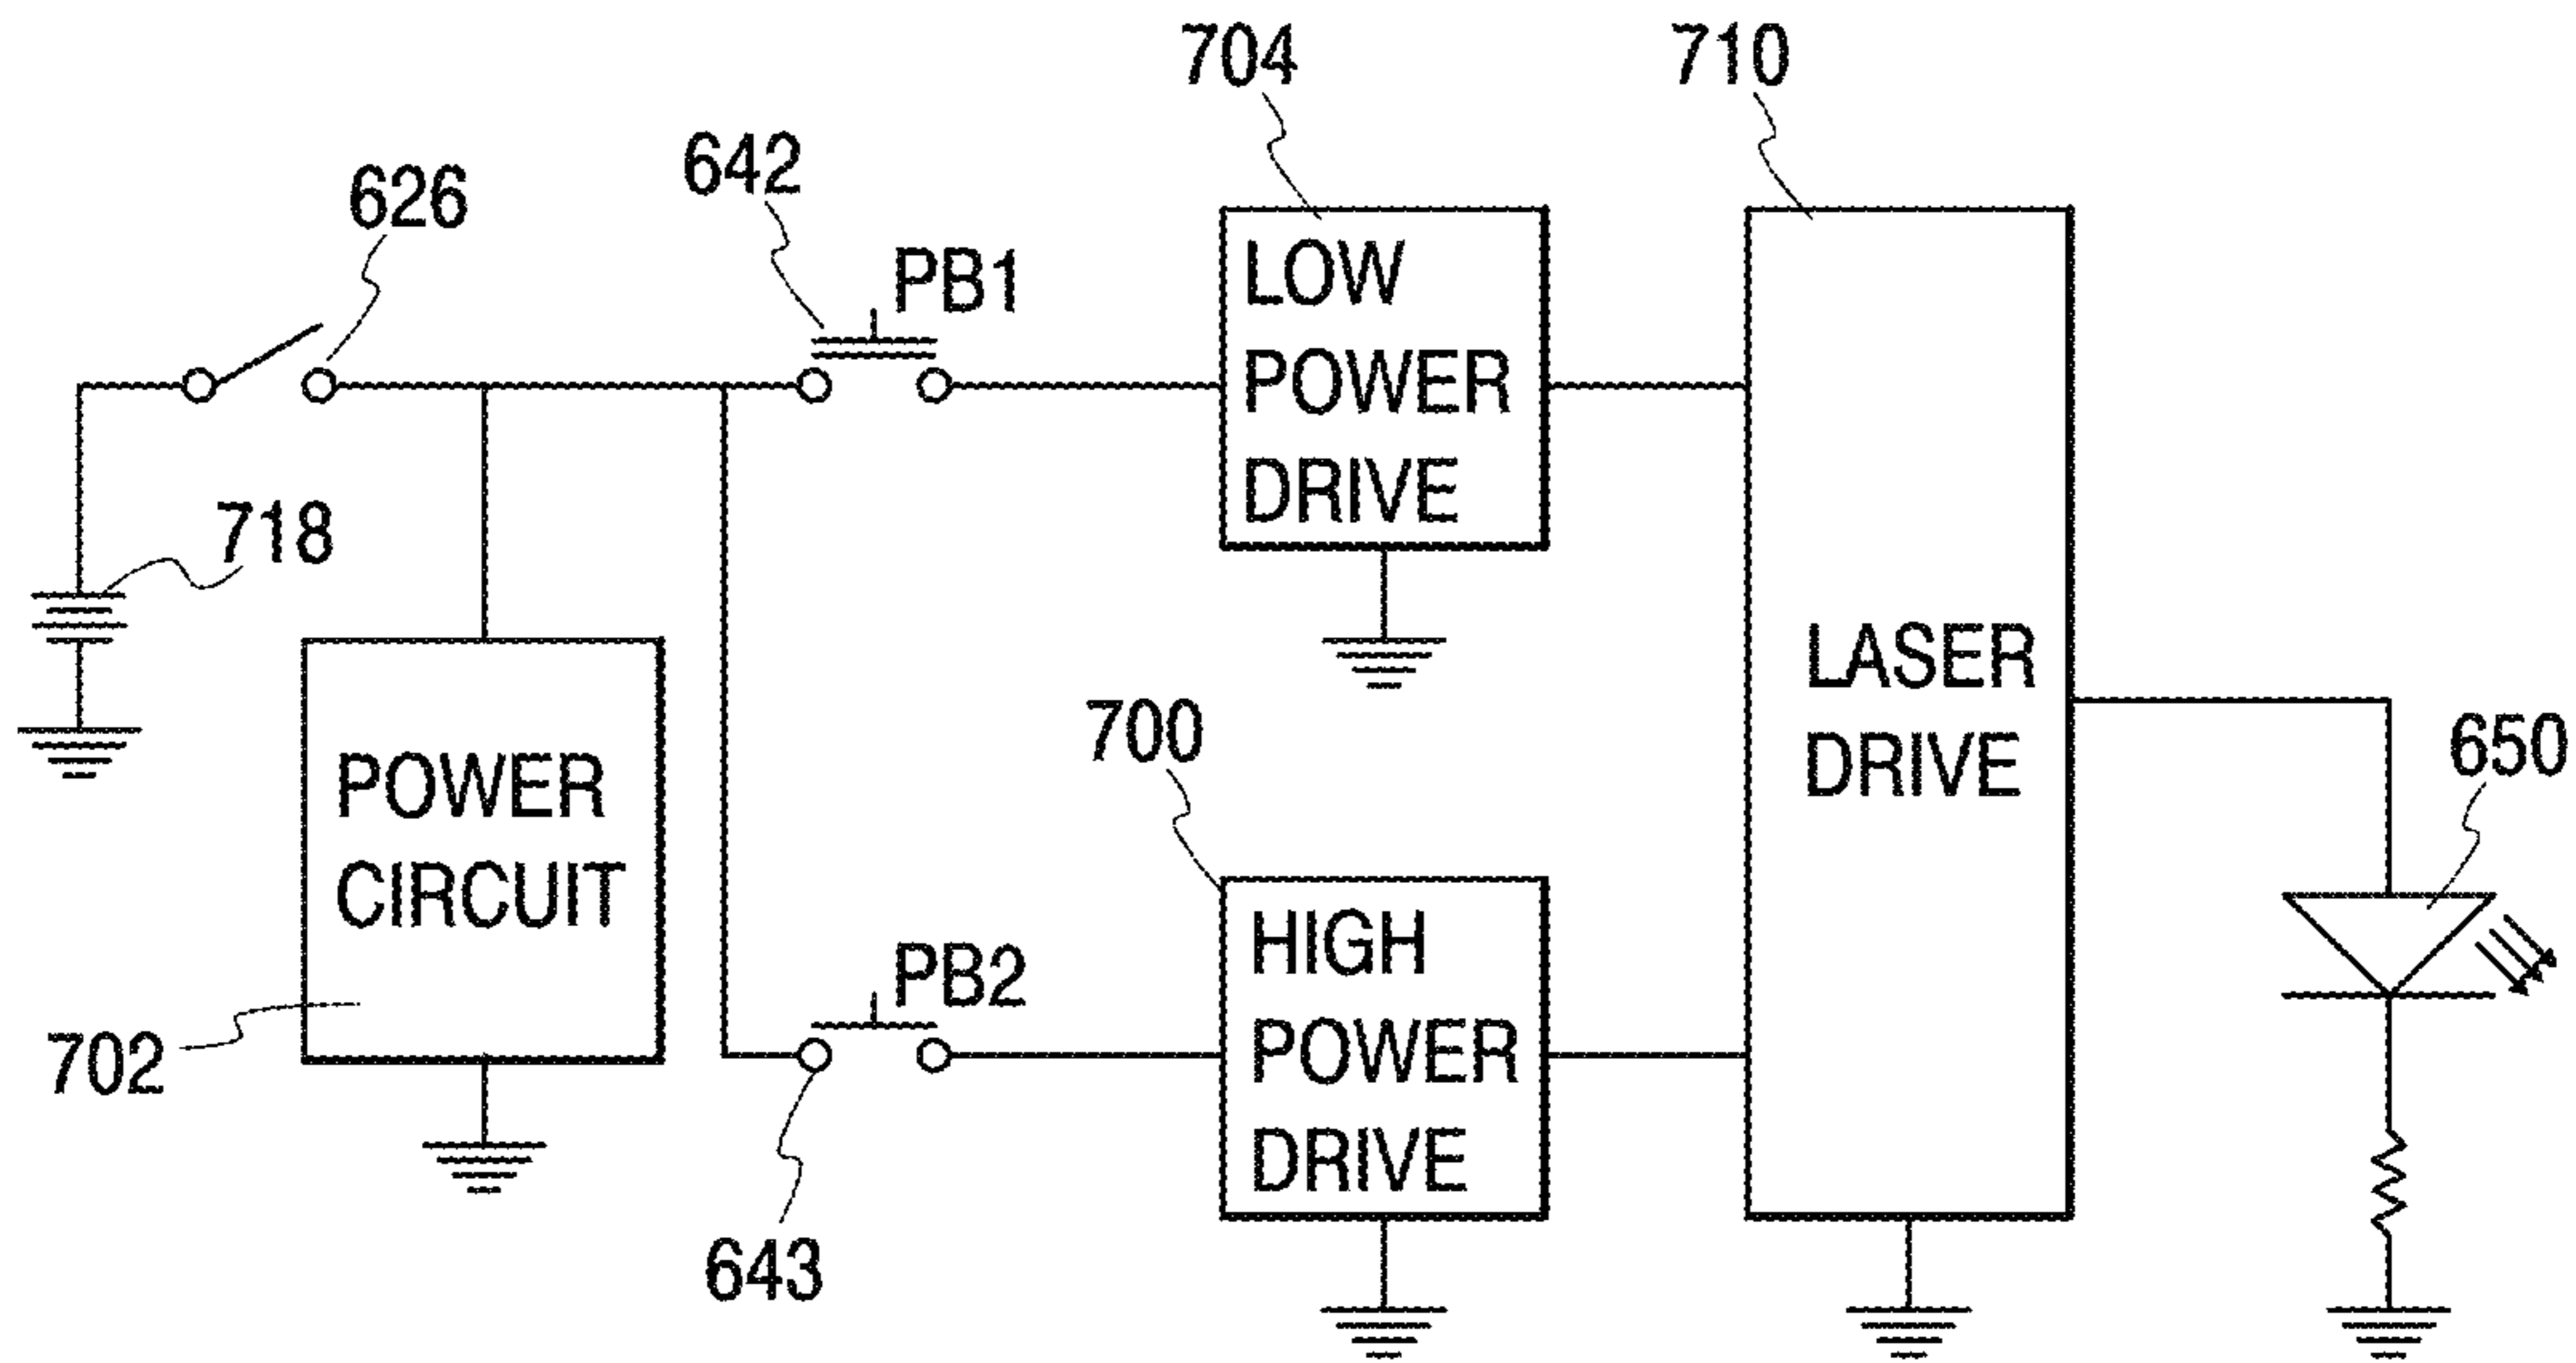 704
710
642
626
PB1
LOW
POWER
DRIVE
718
LASER
DRIVE
700
650
POWER
CIRCUIT
HIGH
POWER
DRIVE
PB2
702
643